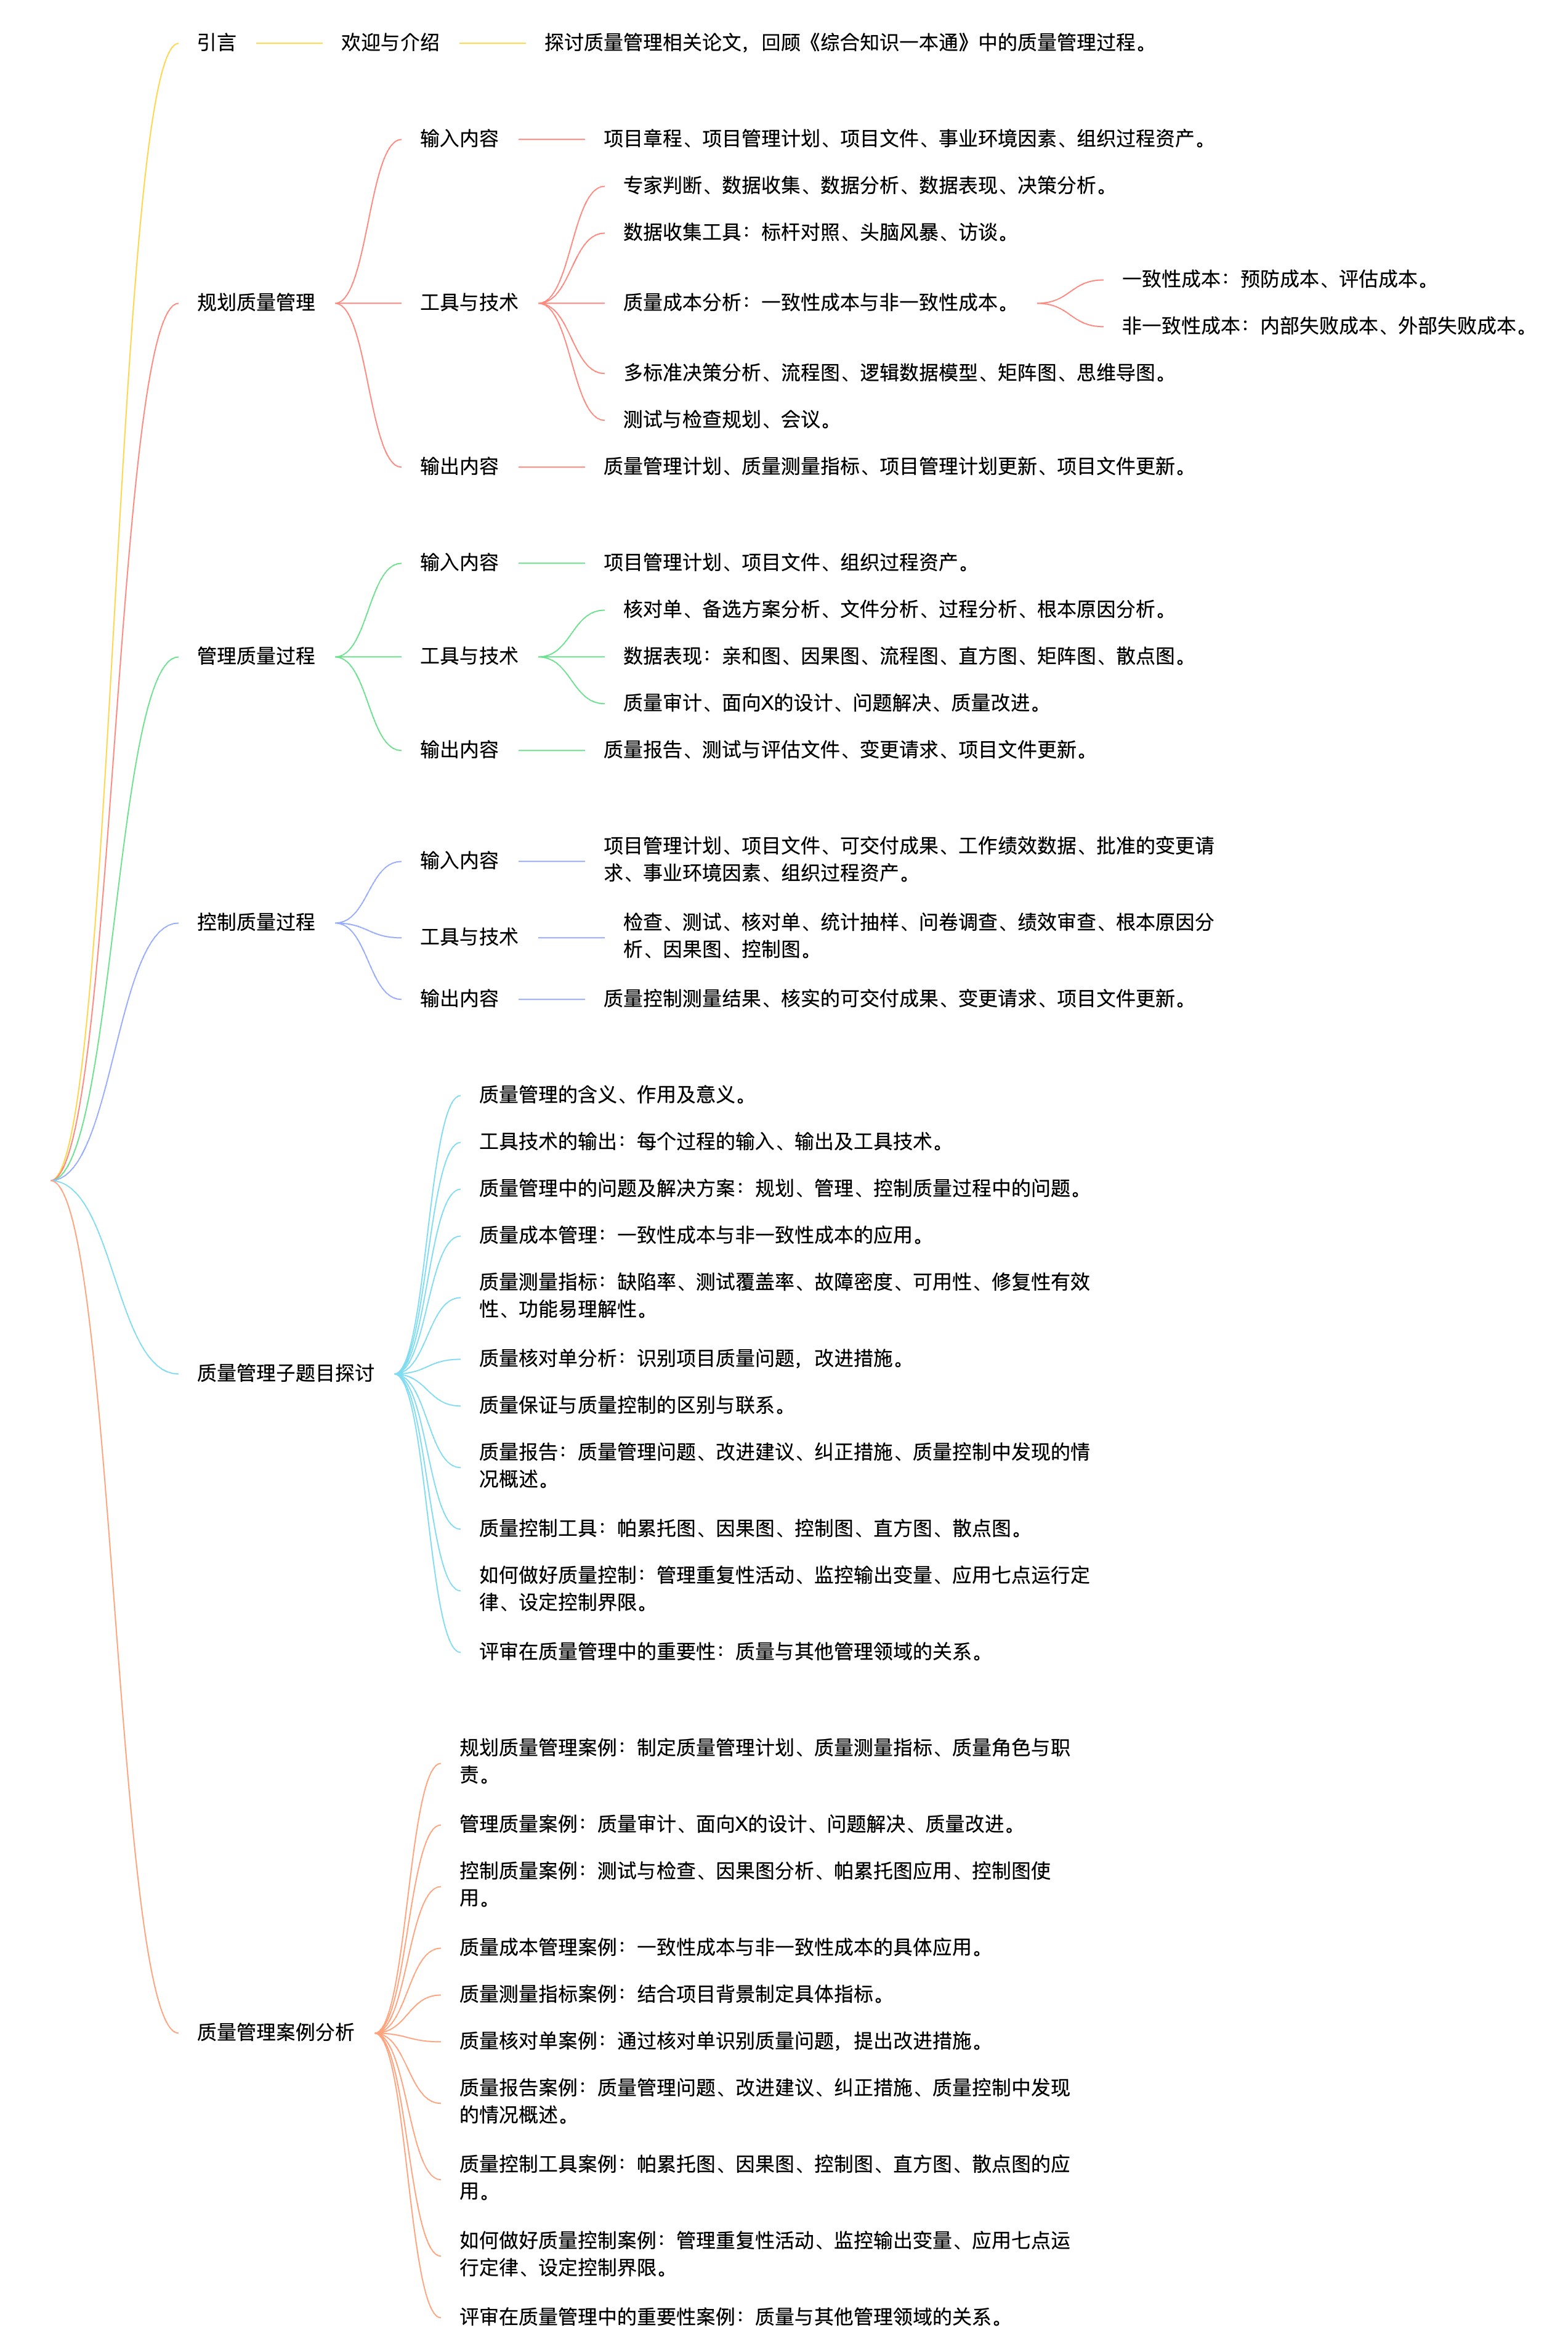 引言
欢迎与介绍
探讨质量管理相关论文，回顾《综合知识一本通》中的质量管理过程。
规划质量管理
输入内容
项目章程、项目管理计划、项目文件、事业环境因素、组织过程资产。
工具与技术
专家判断、数据收集、数据分析、数据表现、决策分析。
数据收集工具：标杆对照、头脑风暴、访谈。
质量成本分析：一致性成本与非一致性成本。
一致性成本：预防成本、评估成本。
非一致性成本：内部失败成本、外部失败成本。
多标准决策分析、流程图、逻辑数据模型、矩阵图、思维导图。
测试与检查规划、会议。
输出内容
质量管理计划、质量测量指标、项目管理计划更新、项目文件更新。
管理质量过程
输入内容
项目管理计划、项目文件、组织过程资产。
工具与技术
核对单、备选方案分析、文件分析、过程分析、根本原因分析。
数据表现：亲和图、因果图、流程图、直方图、矩阵图、散点图。
质量审计、面向X的设计、问题解决、质量改进。
输出内容
质量报告、测试与评估文件、变更请求、项目文件更新。
控制质量过程
输入内容
项目管理计划、项目文件、可交付成果、工作绩效数据、批准的变更请
求、事业环境因素、组织过程资产。
工具与技术
检查、测试、核对单、统计抽样、问卷调查、绩效审查、根本原因分
析、因果图、控制图。
输出内容
质量控制测量结果、核实的可交付成果、变更请求、项目文件更新。
质量管理子题目探讨
质量管理的含义、作用及意义。
工具技术的输出：每个过程的输入、输出及工具技术。
质量管理中的问题及解决方案：规划、管理、控制质量过程中的问题。
质量成本管理：一致性成本与非一致性成本的应用。
质量测量指标：缺陷率、测试覆盖率、故障密度、可用性、修复性有效
性、功能易理解性。
质量核对单分析：识别项目质量问题，改进措施。
质量保证与质量控制的区别与联系。
质量报告：质量管理问题、改进建议、纠正措施、质量控制中发现的情
况概述。
质量控制工具：帕累托图、因果图、控制图、直方图、散点图。
如何做好质量控制：管理重复性活动、监控输出变量、应用七点运行定
律、设定控制界限。
评审在质量管理中的重要性：质量与其他管理领域的关系。
质量管理案例分析
规划质量管理案例：制定质量管理计划、质量测量指标、质量角色与职
责。
管理质量案例：质量审计、面向X的设计、问题解决、质量改进。
控制质量案例：测试与检查、因果图分析、帕累托图应用、控制图使
用。
质量成本管理案例：一致性成本与非一致性成本的具体应用。
质量测量指标案例：结合项目背景制定具体指标。
质量核对单案例：通过核对单识别质量问题，提出改进措施。
质量报告案例：质量管理问题、改进建议、纠正措施、质量控制中发现
的情况概述。
质量控制工具案例：帕累托图、因果图、控制图、直方图、散点图的应
用。
如何做好质量控制案例：管理重复性活动、监控输出变量、应用七点运
行定律、设定控制界限。
评审在质量管理中的重要性案例：质量与其他管理领域的关系。